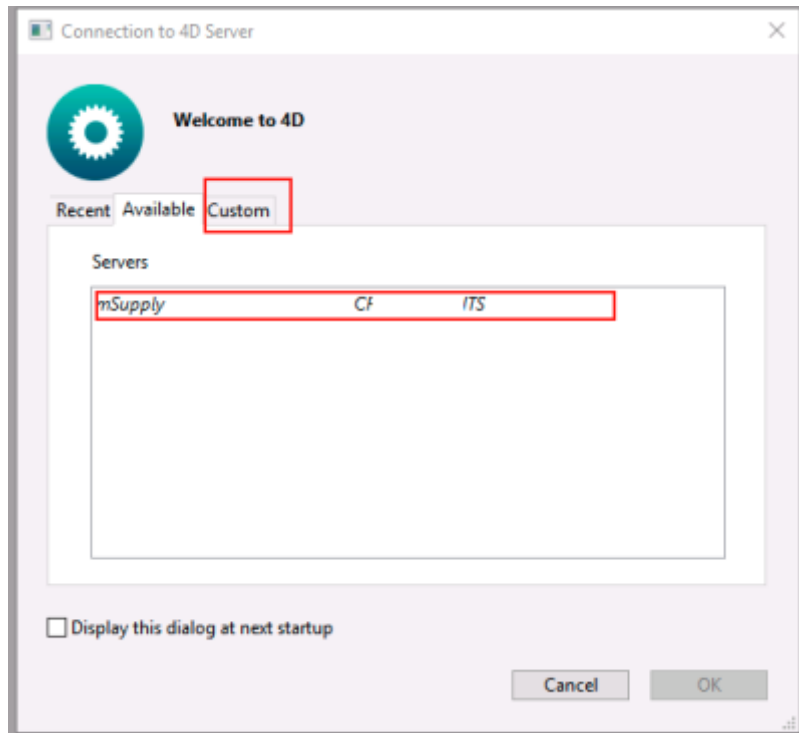 Connection to 4D Server
Welcome to 4D
Recent Available Custom
Servers
mSupply
Display this dialog at next startup
Cancel OK